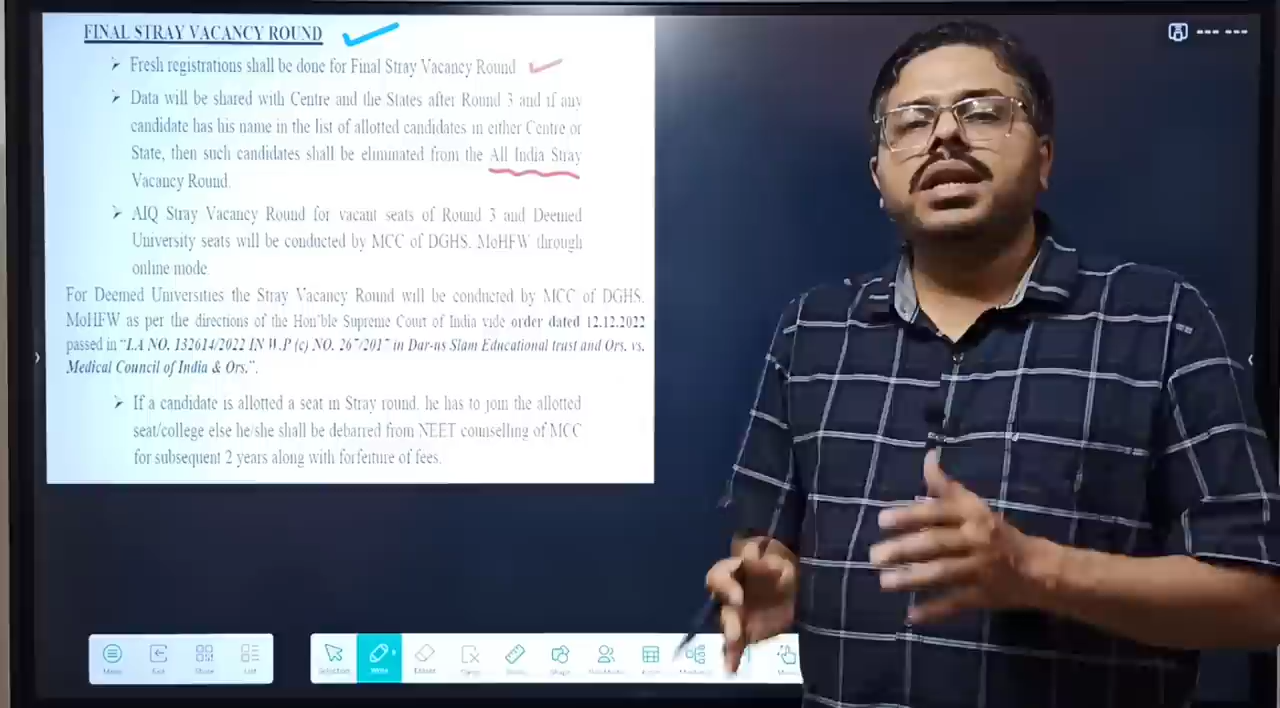 FINAL STRAY VACANCY ROUND
➤ Fresh registrations shall be done for Final Stray Vacancy Round
➤ Data will be shared with Centre and the States after Round 3 and if any
candidate has his name in the list of allotted candidates in either Centre or
State, then such candidates shall be eliminated from the All India Stray
Vacancy Round.
➤ AIQ Stray Vacancy Round for vacant seats of Round 3 and Deemed
University seats will be conducted by MCC of DGHS. MoHFW through
online mode.
For Deemed Universities the Stray Vacancy Round will be conducted by MCC of DGHS.
MoHFW as per the directions of the Hon'ble Supreme Court of India vide order dated 12.12.2022
passed in "I.A NO. 132614/2022 IN W.P (c) NO. 267/2017 in Dar-us Slam Educational trust and Ors. vs.
Medical Council of India & Ors.".
➤ If a candidate is allotted a seat in Stray round, he has to join the allotted
seat/college else he/she shall be debarred from NEET counselling of MCC
for subsequent 2 years along with forfeiture of fees.
Menu Exit Share List Selection Write Eraser Shape